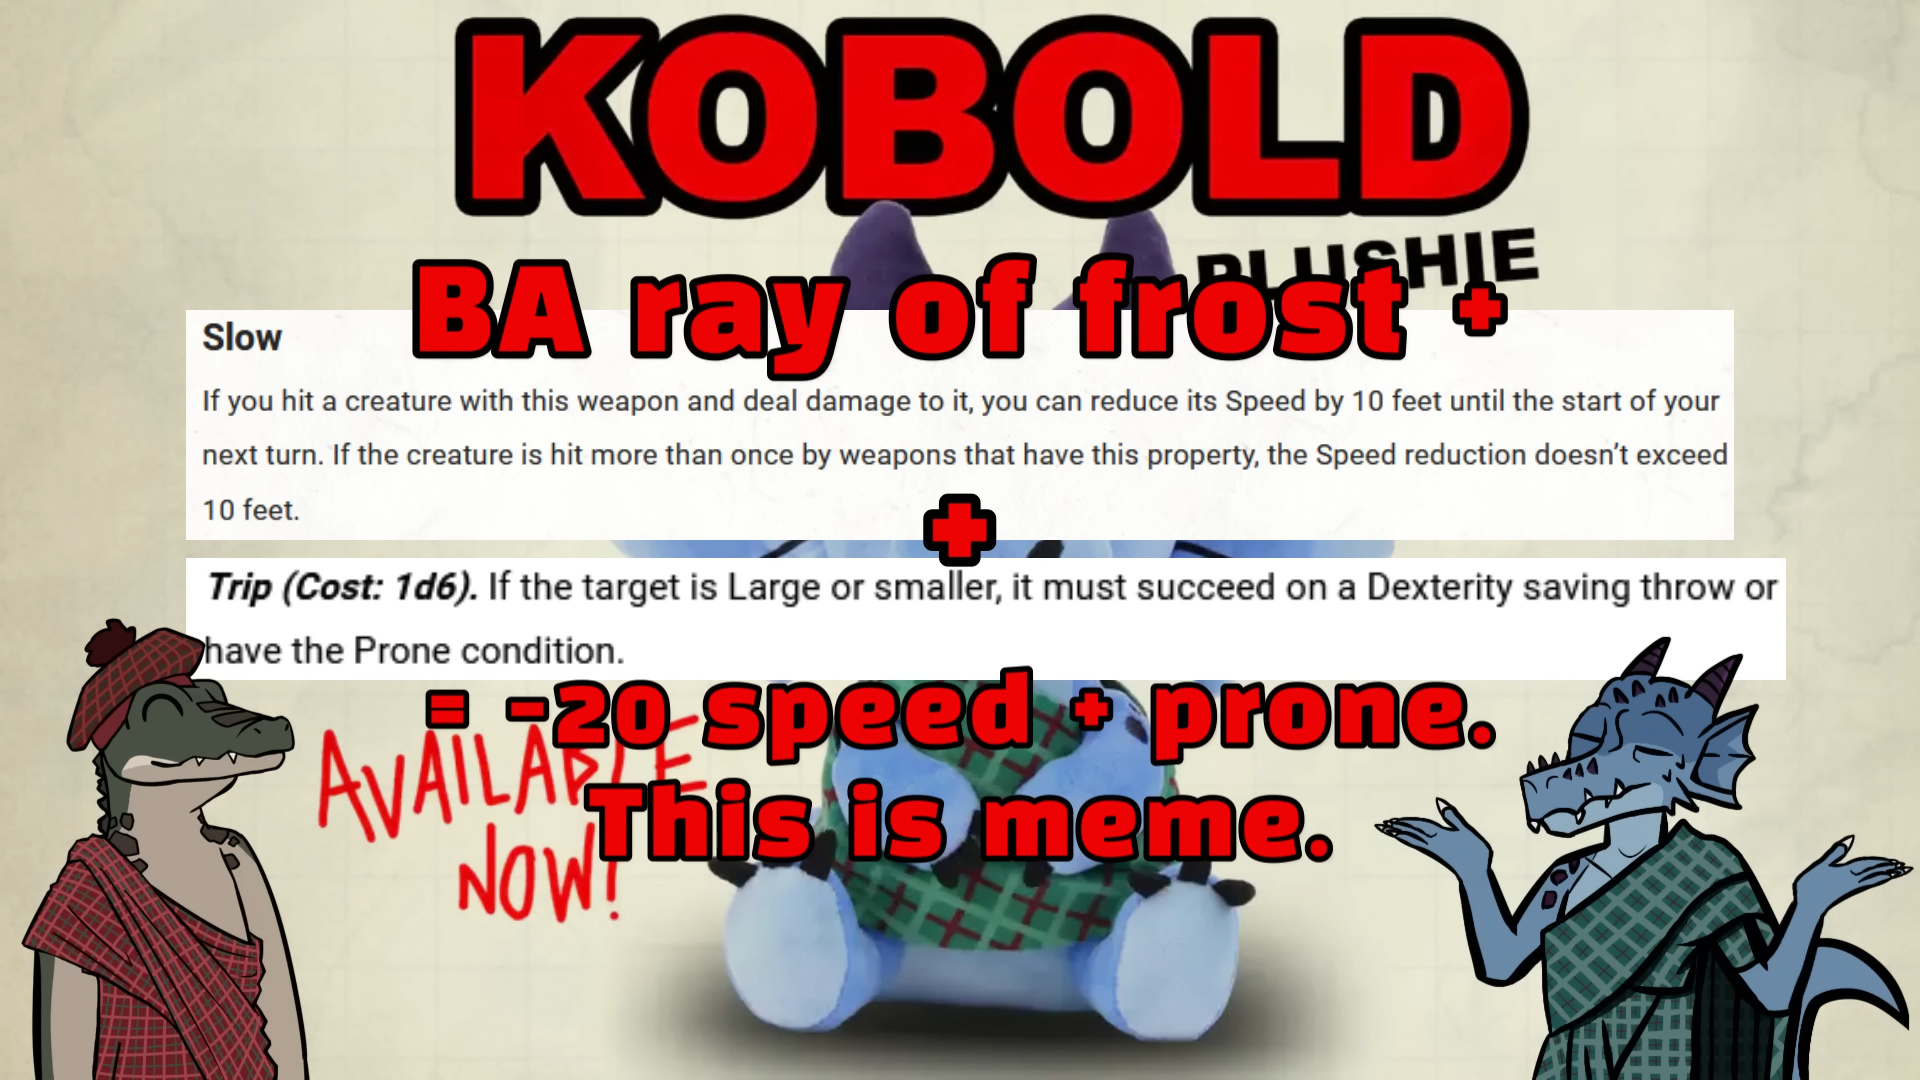 KOBOLD
PLUSHIE
BA ray of frost +
Slow
If you hit a creature with this weapon and deal damage to it, you can reduce its Speed by 10 feet until the start of your
next turn. If the creature is hit more than once by weapons that have this property, the Speed reduction doesn’t exceed
10 feet.
+
Trip (Cost: 1d6). If the target is Large or smaller, it must succeed on a Dexterity saving throw or
have the Prone condition.
= -20 speed + prone.
This is meme.
AVAILABLE
NOW!